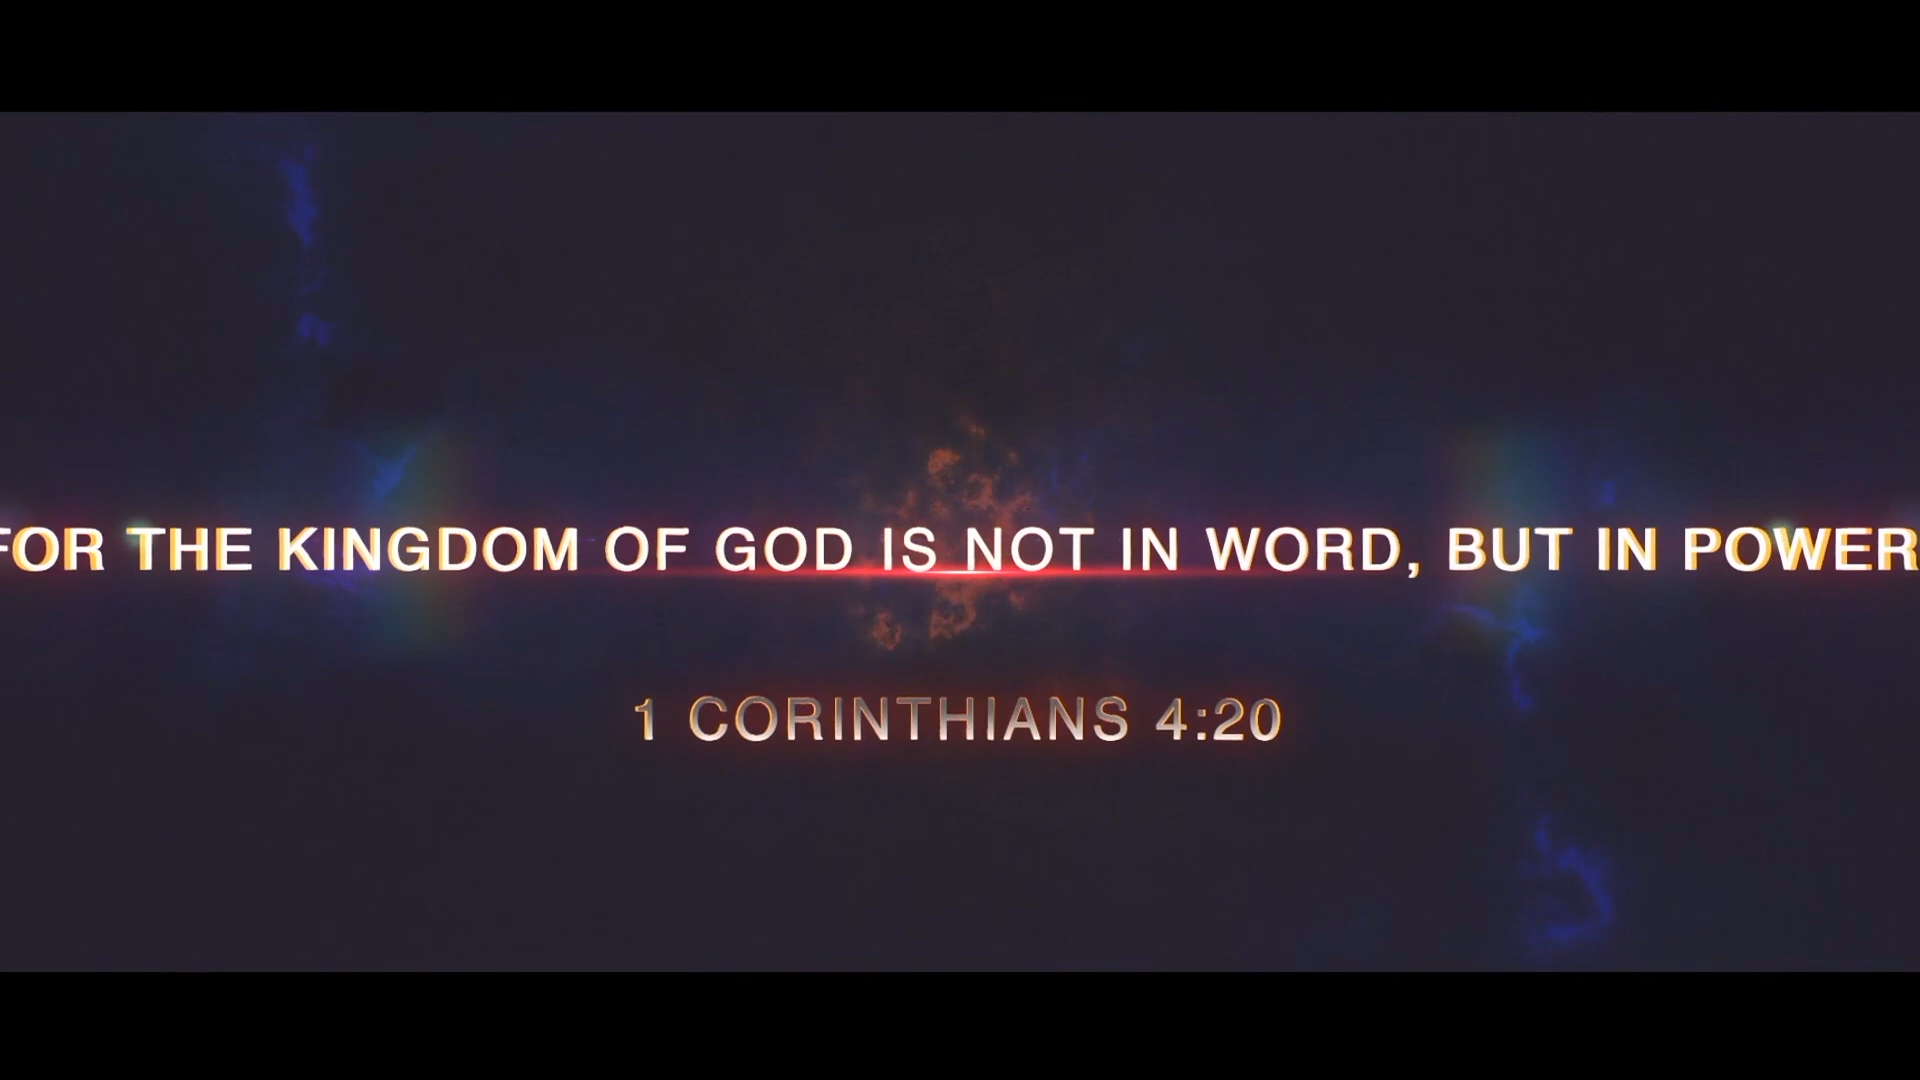 FOR THE KINGDOM OF GOD IS NOT IN WORD, BUT IN POWER
1 CORINTHIANS 4:20